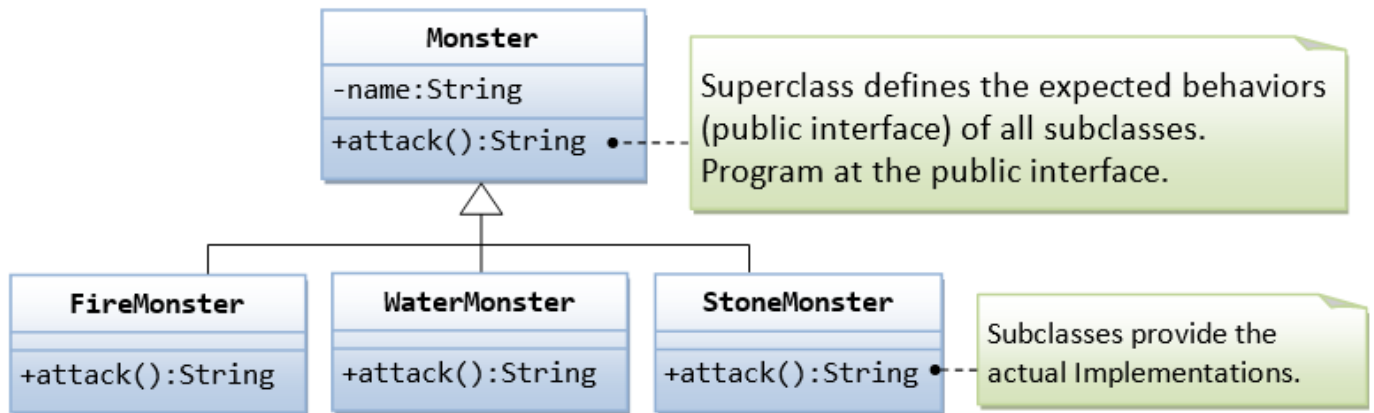 Monster
-name:String
+attack():String
Superclass defines the expected behaviors
(public interface) of all subclasses.
Program at the public interface.
FireMonster
+attack():String
WaterMonster
+attack():String
StoneMonster
+attack():String
Subclasses provide the
actual Implementations.